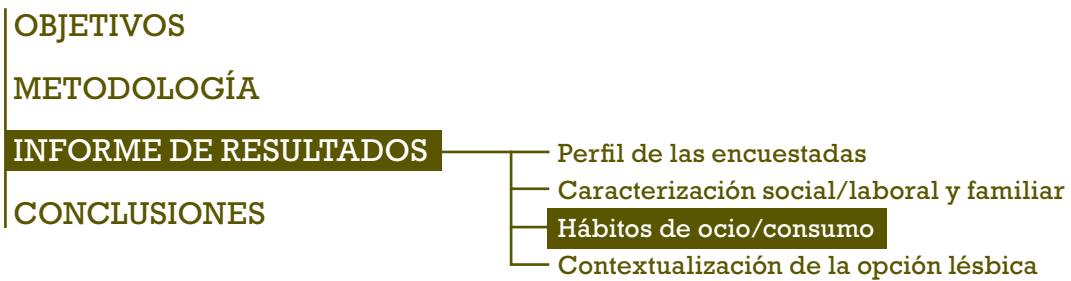 OBJETIVOS
METODOLOGÍA
INFORME DE RESULTADOS
CONCLUSIONES
Perfil de las encuestadas
Caracterización social/laboral y familiar
Hábitos de ocio/consumo
Contextualización de la opción lésbica